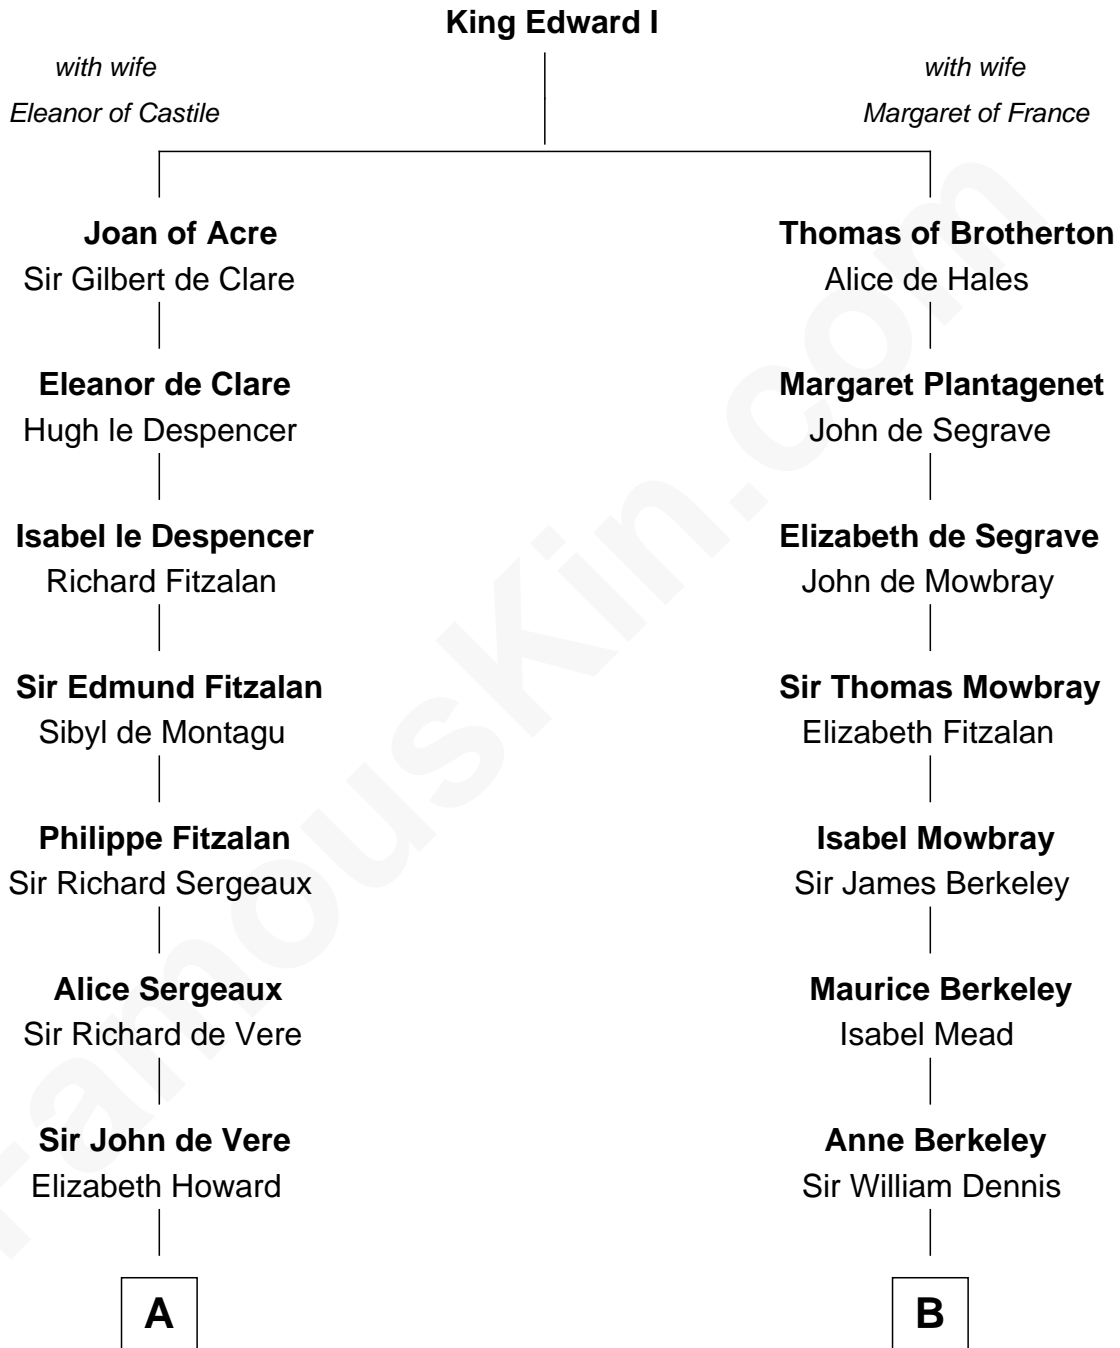 King Edward I
with wife
Eleanor of Castile
with wife
Margaret of France
Joan of Acre
Sir Gilbert de Clare
Thomas of Brotherton
Alice de Hales
Eleanor de Clare
Hugh le Despencer
Margaret Plantagenet
John de Segrave
Isabel le Despencer
Richard Fitzalan
Elizabeth de Segrave
John de Mowbray
Sir Edmund Fitzalan
Sibyl de Montagu
Sir Thomas Mowbray
Elizabeth Fitzalan
Philippe Fitzalan
Sir Richard Sergeaux
Isabel Mowbray
Sir James Berkeley
Alice Sergeaux
Sir Richard de Vere
Maurice Berkeley
Isabel Mead
Sir John de Vere
Elizabeth Howard
Anne Berkeley
Sir William Dennis
A
B
FamousKin.com